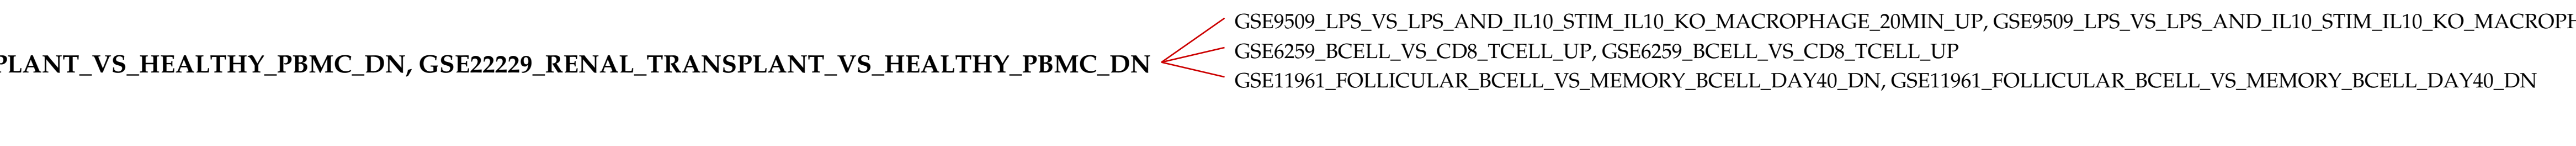 PLANT_VS_HEALTHY_PBMC_DN, GSE22229_RENAL_TRANSPLANT_VS_HEALTHY_PBMC_DN
GSE9509_LPS_VS_LPS_AND_IL10_STIM_IL10_KO_MACROPHAGE_20MIN_UP, GSE9509_LPS_VS_LPS_AND_IL10_STIM_IL10_KO_MACROPH
GSE6259_BCELL_VS_CD8_TCELL_UP, GSE6259_BCELL_VS_CD8_TCELL_UP
GSE11961_FOLLICULAR_BCELL_VS_MEMORY_BCELL_DAY40_DN, GSE11961_FOLLICULAR_BCELL_VS_MEMORY_BCELL_DAY40_DN